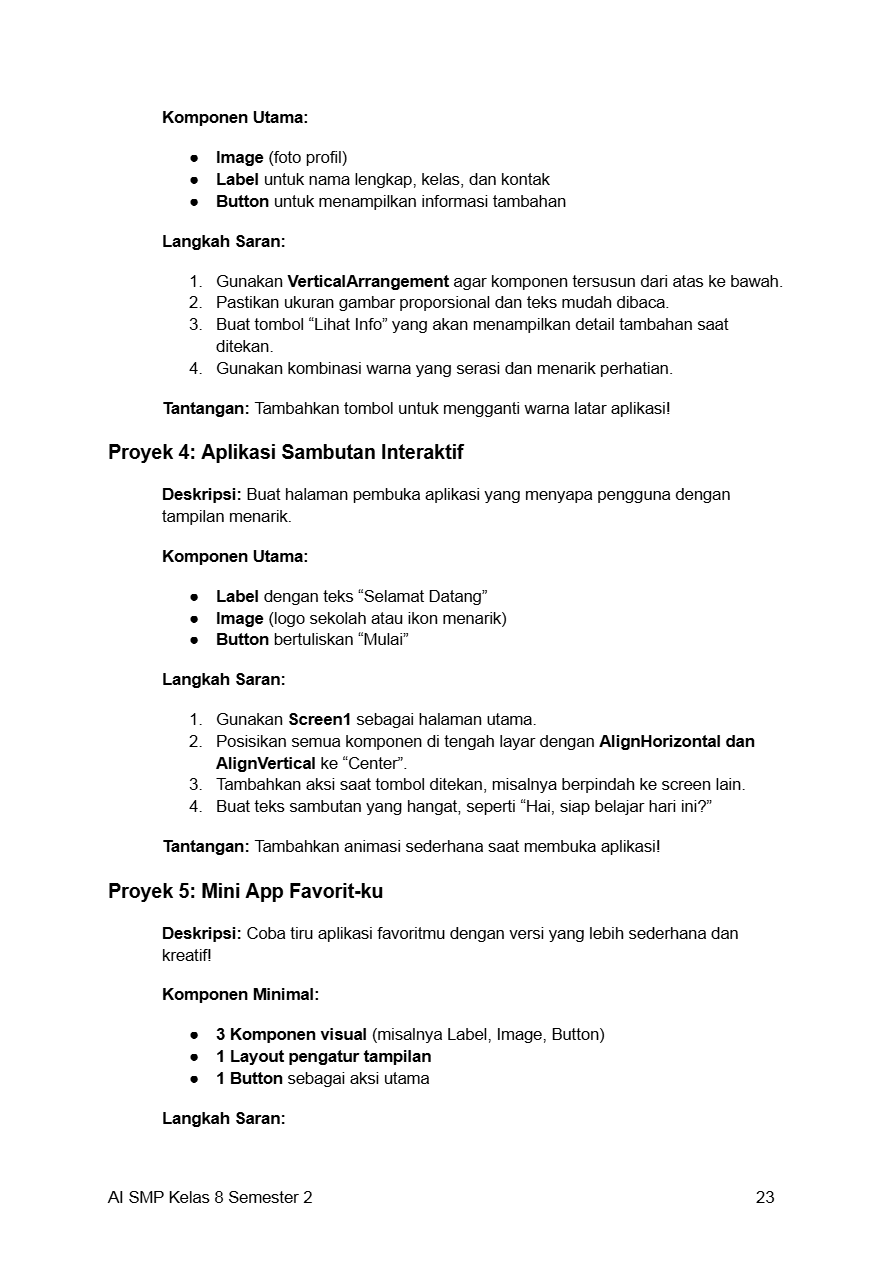 Komponen Utama:
● Image (foto profil)
● Label untuk nama lengkap, kelas, dan kontak
● Button untuk menampilkan informasi tambahan
Langkah Saran:
1. Gunakan VerticalArrangement agar komponen tersusun dari atas ke bawah.
2. Pastikan ukuran gambar proporsional dan teks mudah dibaca.
3. Buat tombol “Lihat Info” yang akan menampilkan detail tambahan saat
ditekan.
4. Gunakan kombinasi warna yang serasi dan menarik perhatian.
Tantangan: Tambahkan tombol untuk mengganti warna latar aplikasi!
Proyek 4: Aplikasi Sambutan Interaktif
Deskripsi: Buat halaman pembuka aplikasi yang menyapa pengguna dengan
tampilan menarik.
Komponen Utama:
● Label dengan teks “Selamat Datang”
● Image (logo sekolah atau ikon menarik)
● Button bertuliskan “Mulai”
Langkah Saran:
1. Gunakan Screen1 sebagai halaman utama.
2. Posisikan semua komponen di tengah layar dengan AlignHorizontal dan
AlignVertical ke “Center”.
3. Tambahkan aksi saat tombol ditekan, misalnya berpindah ke screen lain.
4. Buat teks sambutan yang hangat, seperti “Hai, siap belajar hari ini?”
Tantangan: Tambahkan animasi sederhana saat membuka aplikasi!
Proyek 5: Mini App Favorit-ku
Deskripsi: Coba tiru aplikasi favoritmu dengan versi yang lebih sederhana dan
kreatif!
Komponen Minimal:
● 3 Komponen visual (misalnya Label, Image, Button)
● 1 Layout pengatur tampilan
● 1 Button sebagai aksi utama
Langkah Saran:
AI SMP Kelas 8 Semester 2 23